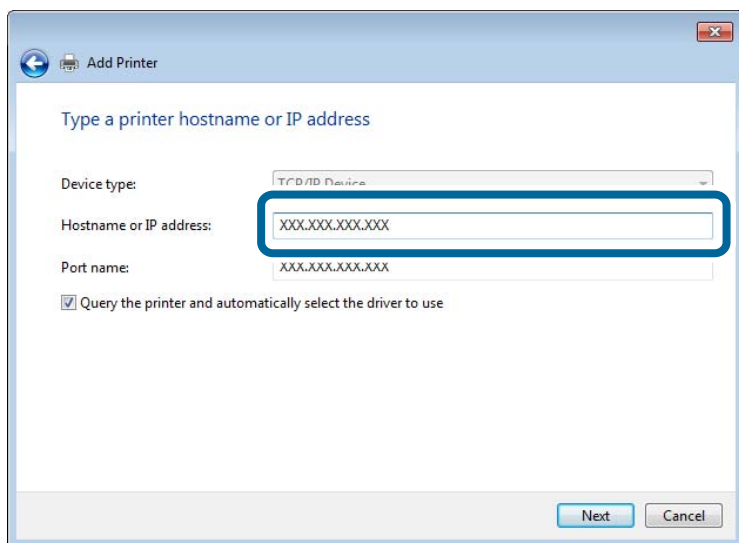 Add Printer
Type a printer hostname or IP address
Device type: TCP/IP Device
Hostname or IP address: XXX.XXX.XXX.XXX
Port name: XXX.XXX.XXX.XXX
Query the printer and automatically select the driver to use
Next Cancel